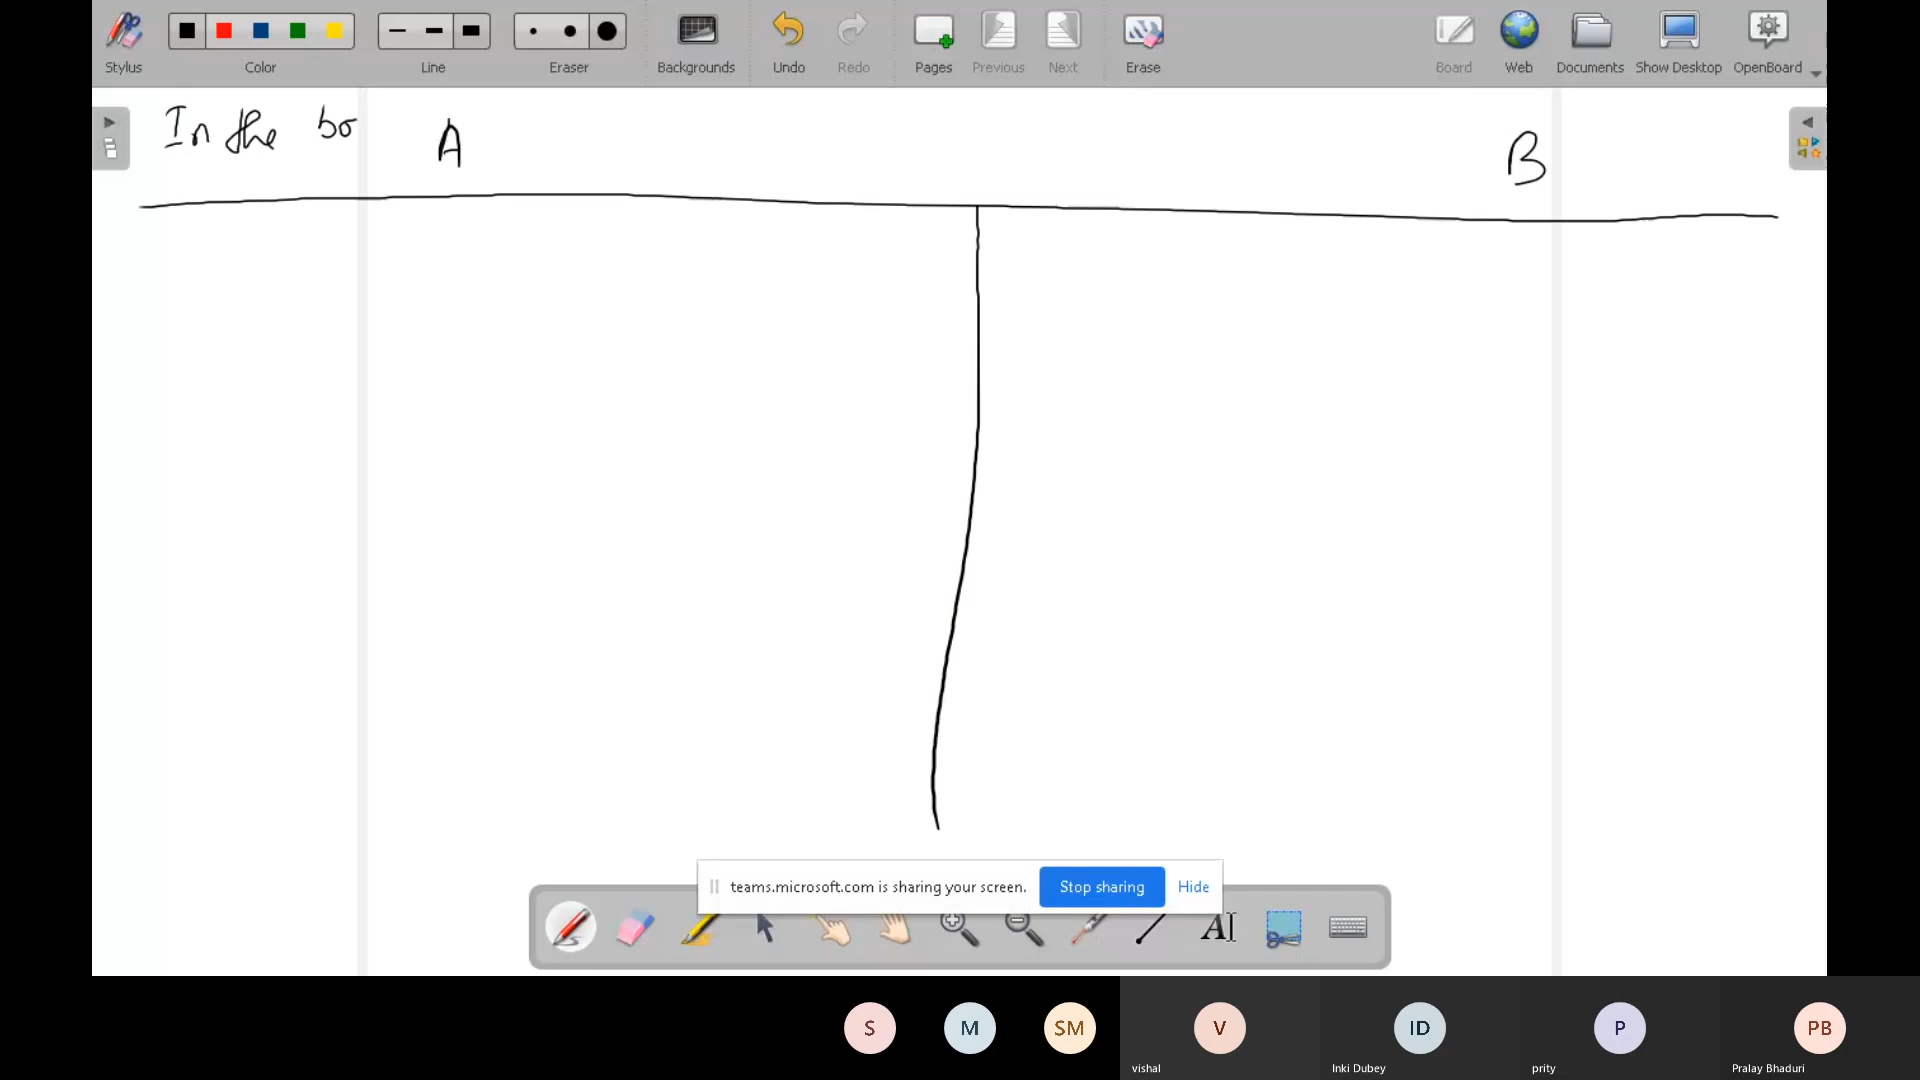 Stylus Color Line Eraser Backgrounds Undo Redo Pages Previous Next Erase Board Web Documents Show Desktop OpenBoard
In the bo A B
teams.microsoft.com is sharing your screen. Stop sharing Hide
A
S M SM V ID P PB
vishal Inki Dubey prity Pralay Bhaduri